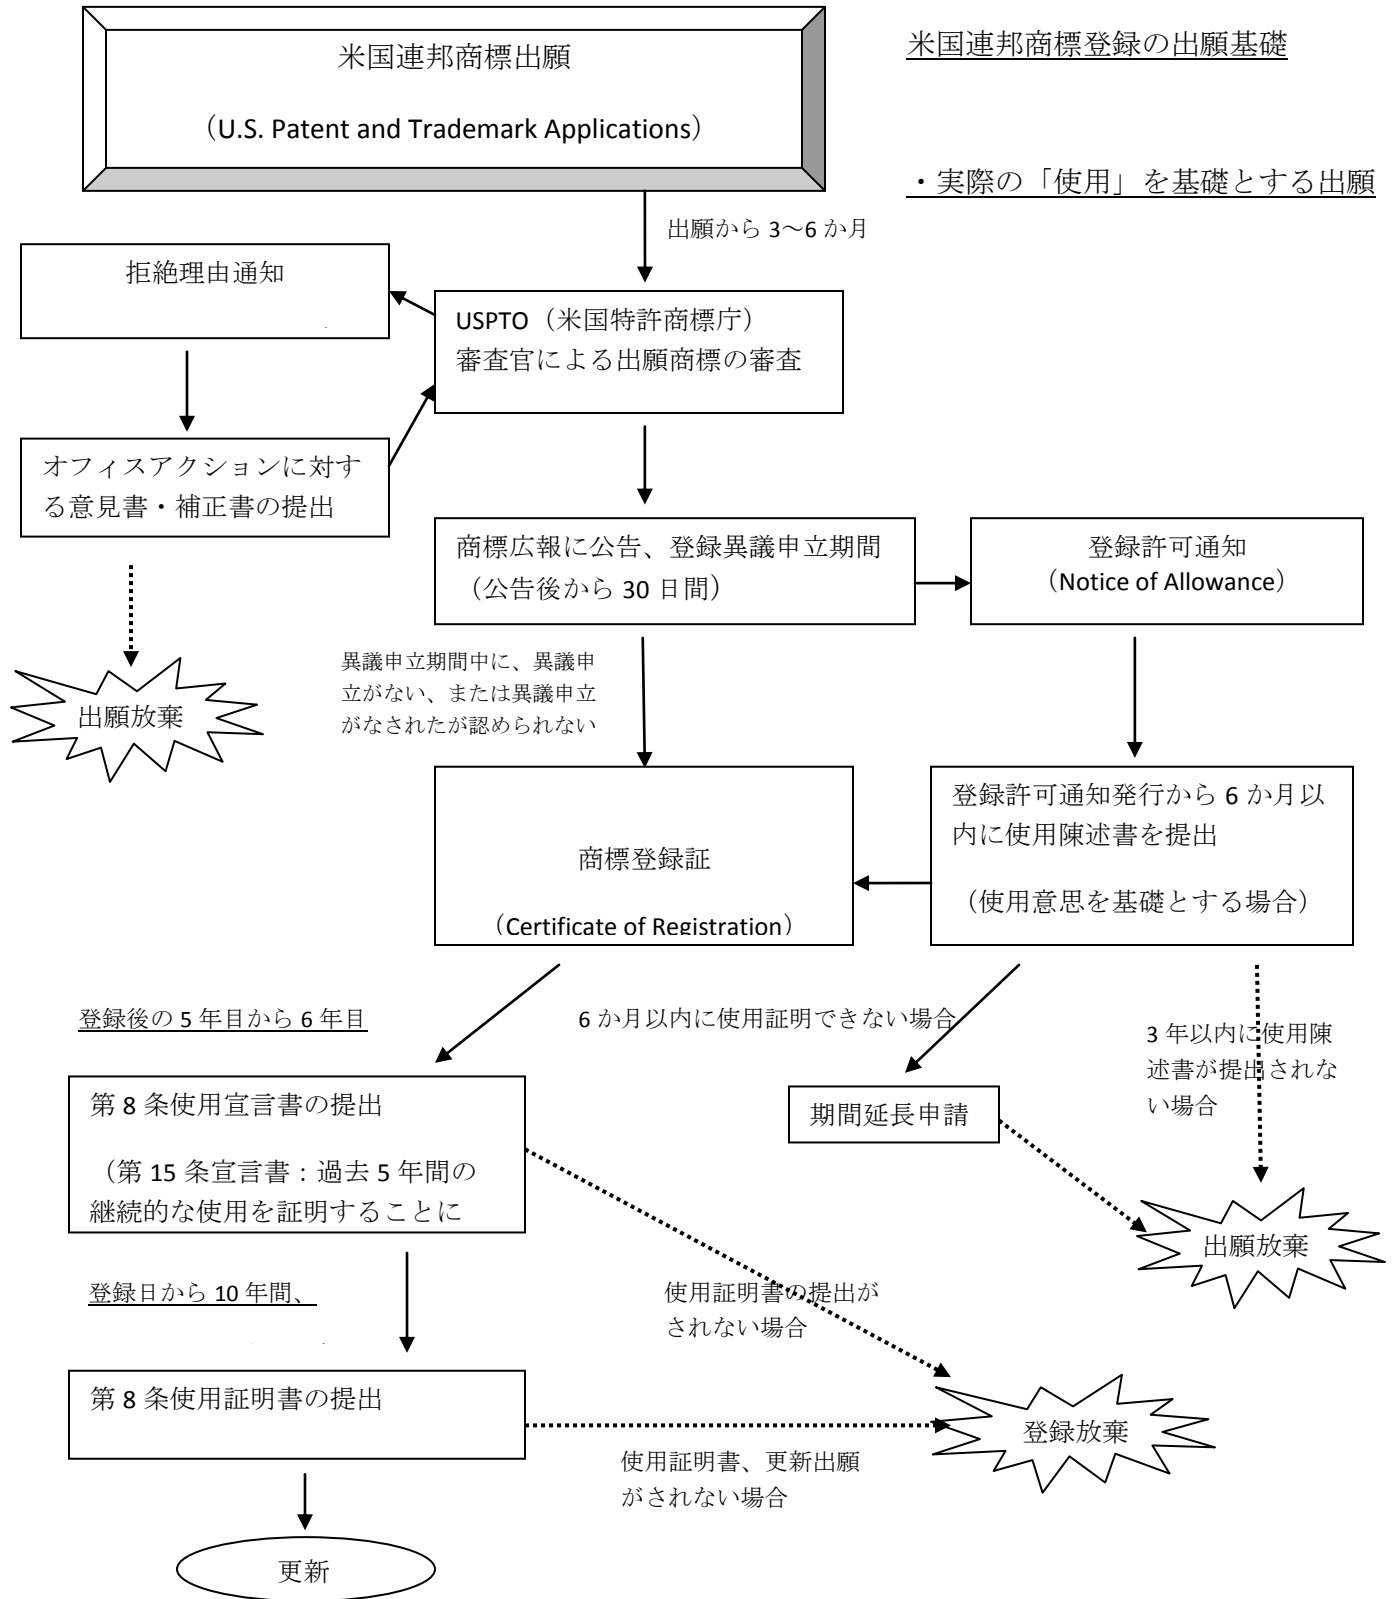 米国連邦商標出願
（U.S. Patent and Trademark Applications）
米国連邦商標登録の出願基礎
・実際の「使用」を基礎とする出願
出願から 3～6 か月
拒絶理由通知
USPTO（米国特許商標庁）
審査官による出願商標の審査
オフィスアクションに対す
る意見書・補正書の提出
商標広報に公告、登録異議申立期間
（公告後から 30 日間）
登録許可通知
（Notice of Allowance）
異議申立期間中に、異議申
立がない、または異議申立
がなされたが認められない
出願放棄
商標登録証
（Certificate of Registration）
登録許可通知発行から 6 か月以
内に使用陳述書を提出
（使用意思を基礎とする場合）
登録後の 5 年目から 6 年目
6 か月以内に使用証明できない場合
3 年以内に使用陳
述書が提出されな
い場合
第 8 条使用宣言書の提出
（第 15 条宣言書：過去 5 年間の
継続的な使用を証明することに
期間延長申請
出願放棄
登録日から 10 年間、
使用証明書の提出が
されない場合
第 8 条使用証明書の提出
登録放棄
使用証明書、更新出願
がされない場合
更新